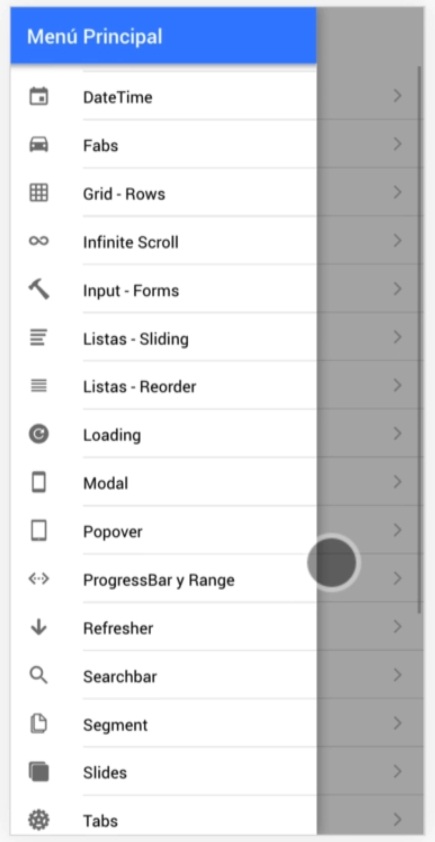 Menú Principal
DateTime
Fabs
Grid - Rows
Infinite Scroll
Input - Forms
Listas - Sliding
Listas - Reorder
Loading
Modal
Popover
ProgressBar y Range
Refresher
Searchbar
Segment
Slides
Tabs